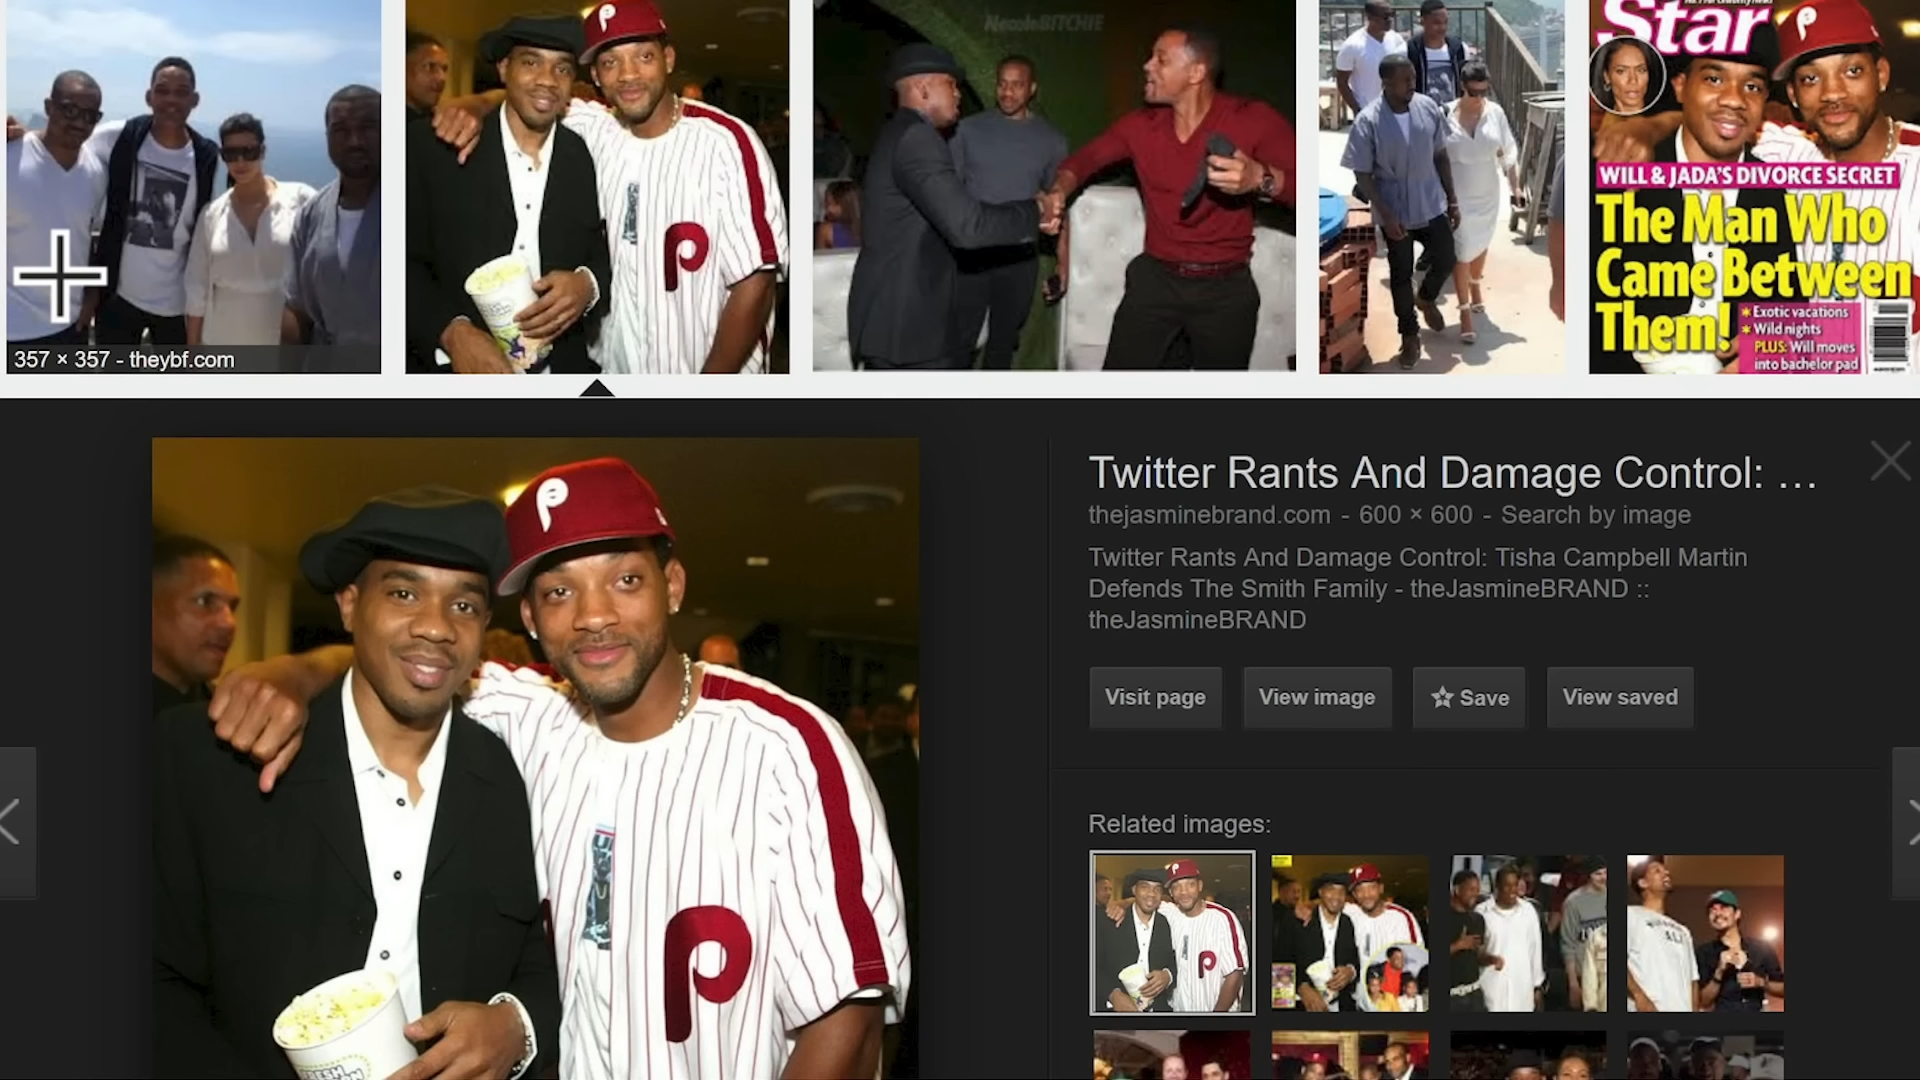 NecoleBITCHIE
Star
WILL & JADA'S DIVORCE SECRET
The Man Who
Came Between
Them!
* Exotic vacations
* Wild nights
PLUS: Will moves
into bachelor pad
357 × 357 - theybf.com
Twitter Rants And Damage Control: …
thejasminebrand.com - 600 × 600 - Search by image
Twitter Rants And Damage Control: Tisha Campbell Martin
Defends The Smith Family - theJasmineBRAND ::
theJasmineBRAND
Visit page
View image
Save
View saved
Related images:
P
P
FRESH